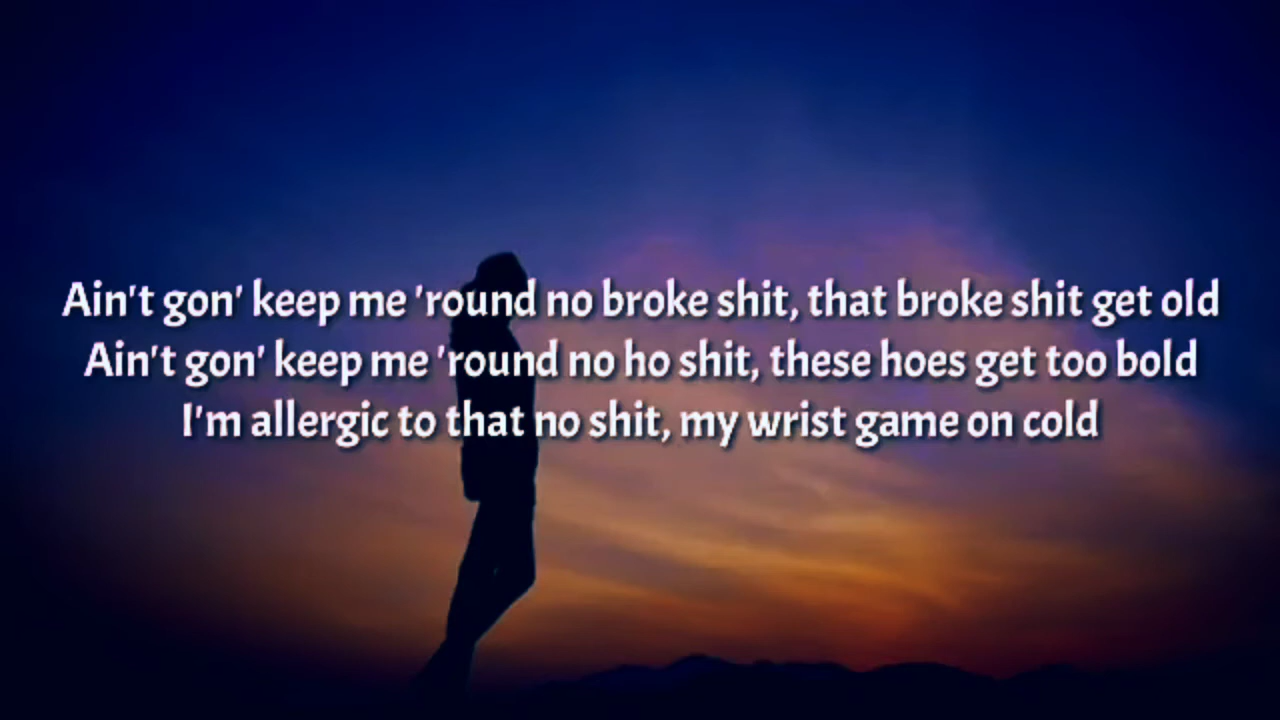 Ain't gon' keep me 'round no broke shit, that broke shit get old
Ain't gon' keep me 'round no ho shit, these hoes get too bold
I'm allergic to that no shit, my wrist game on cold